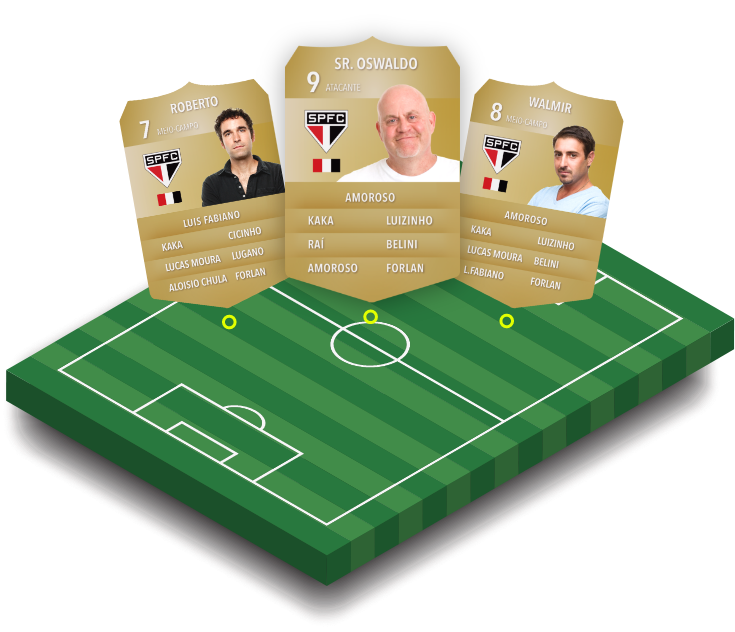 ROBERTO
7 MEIO CAMPO
SPFC
LUIS FABIANO
KAKA CICINHO
LUCAS MOURA LUGANO
ALOISIO CHULA FORLAN
SR. OSWALDO
9 ATACANTE
SPFC
AMOROSO
KAKA LUIZINHO
RAÍ BELINI
AMOROSO FORLAN
WALMIR
8 MEIO CAMPO
SPFC
AMOROSO
KAKA LUIZINHO
LUCAS MOURA BELINI
L.FABIANO FORLAN